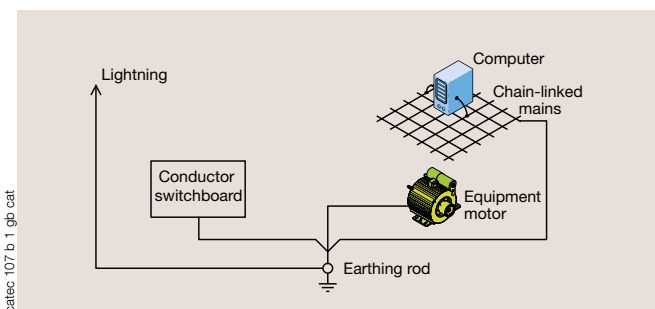 Lightning
Computer
Chain-linked
mains
Conductor
switchboard
Equipment
motor
Earthing rod
catec 107 b 1 gb cat